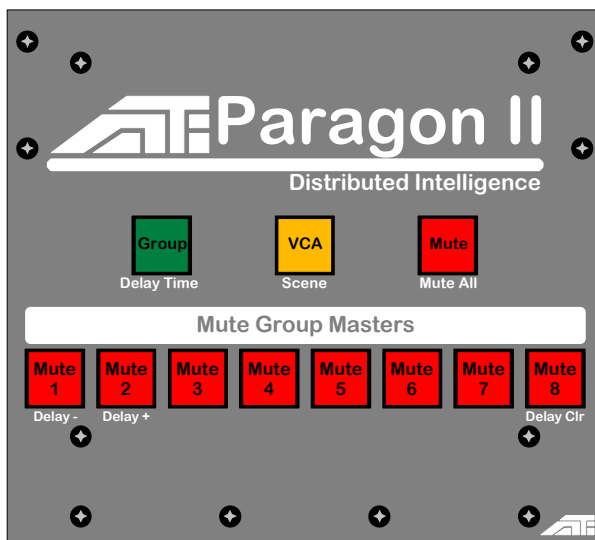 ATi Paragon II
Distributed Intelligence
Group VCA Mute
Delay Time Scene Mute All
Mute Group Masters
Mute Mute Mute Mute Mute Mute Mute Mute
1 2 3 4 5 6 7 8
Delay - Delay + Delay Clr
ATi